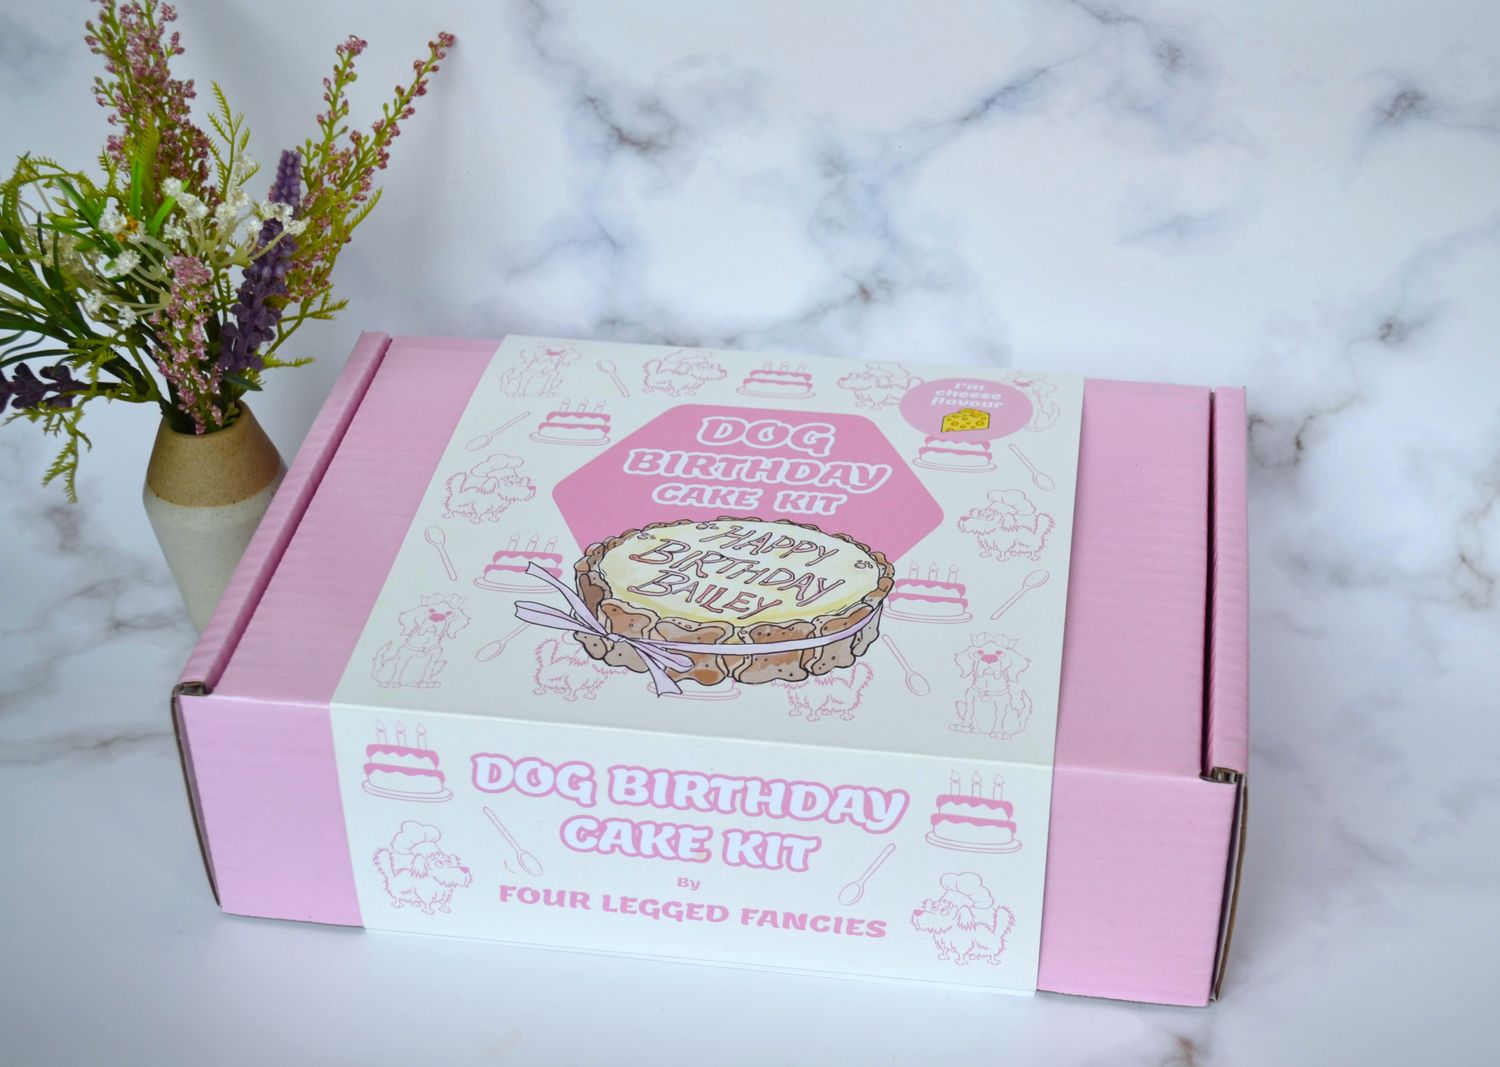 I'm
cheese
flavour
DOG
BIRTHDAY
CAKE KIT
HAPPY
BIRTHDAY
BAILEY
DOG BIRTHDAY
CAKE KIT
By
FOUR LEGGED FANCIES